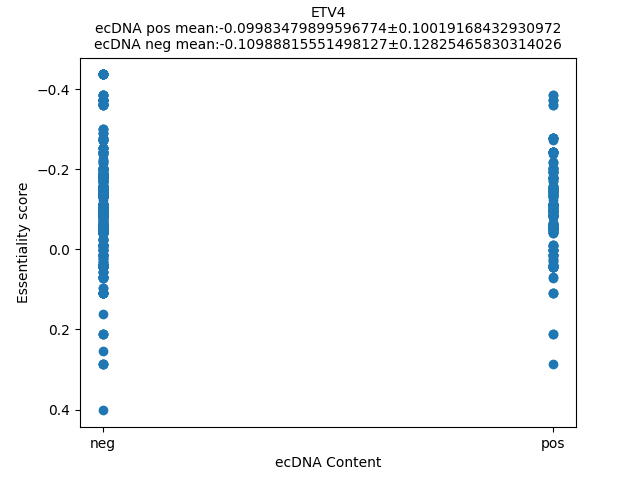 ETV4
ecDNA pos mean:-0.09983479899596774±0.10019168432930972
ecDNA neg mean:-0.10988815551498127±0.12825465830314026
−0.4
−0.2
0.0
0.2
0.4
Essentiality score
neg
pos
ecDNA Content